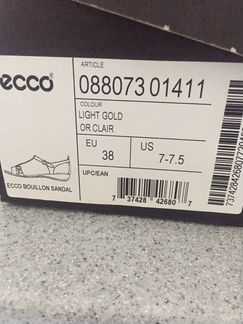 ecco
ARTICLE
088073 01411
COLOUR
LIGHT GOLD
OR CLAIR
EU
38
US
7-7.5
ECCO BOUILLON SANDAL
UPC/EAN
7 37428 42680 7